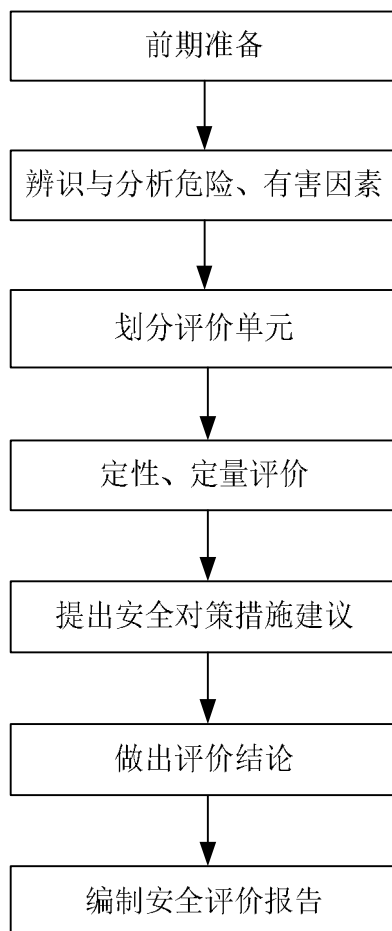 前期准备
辨识与分析危险、有害因素
划分评价单元
定性、定量评价
提出安全对策措施建议
做出评价结论
编制安全评价报告